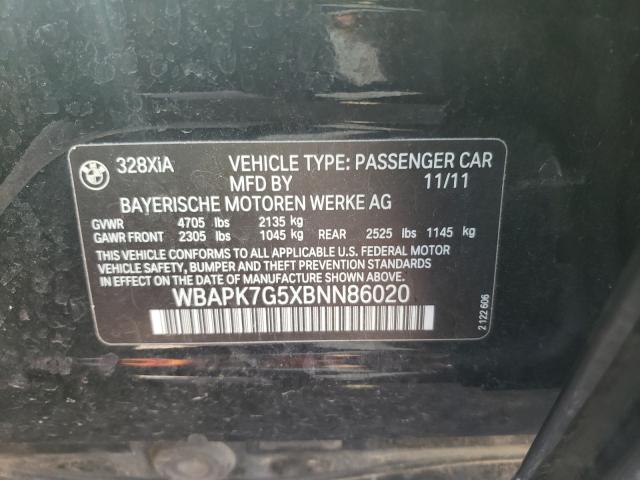 328XiA VEHICLE TYPE: PASSENGER CAR
MFD BY 11/11
BAYERISCHE MOTOREN WERKE AG
GVWR 4705 lbs 2135 kg
GAWR FRONT 2305 lbs 1045 kg REAR 2525 lbs 1145 kg
THIS VEHICLE CONFORMS TO ALL APPLICABLE U.S. FEDERAL MOTOR
VEHICLE SAFETY, BUMPER AND THEFT PREVENTION STANDARDS
IN EFFECT ON THE DATE OF MANUFACTURE SHOWN ABOVE.
WBAPK7G5XBNN86020
2 122 606